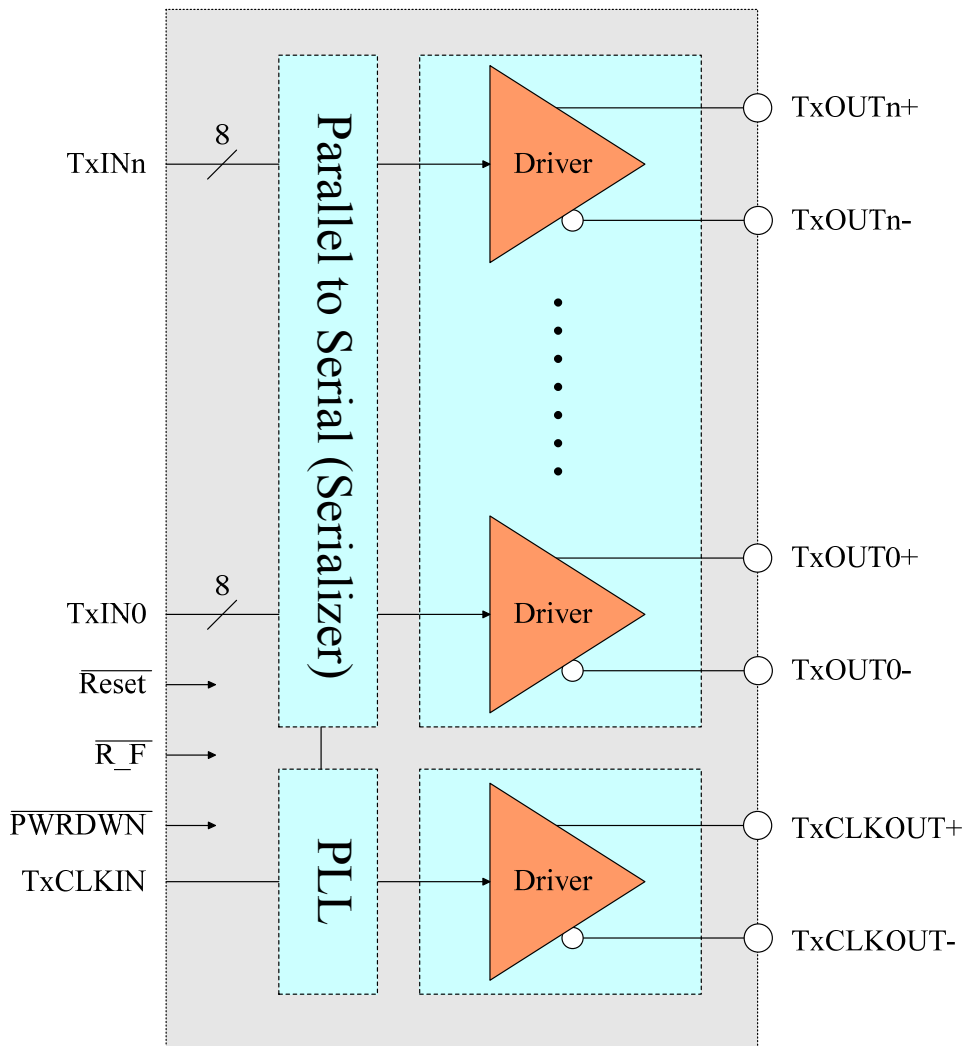 TxINn
8
Parallel to Serial (Serializer)
Driver
TxOUTn+
TxOUTn-
TxIN0
8
Driver
TxOUT0+
TxOUT0-
Reset
R_F
PWRDWN
TxCLKIN
PLL
Driver
TxCLKOUT+
TxCLKOUT-